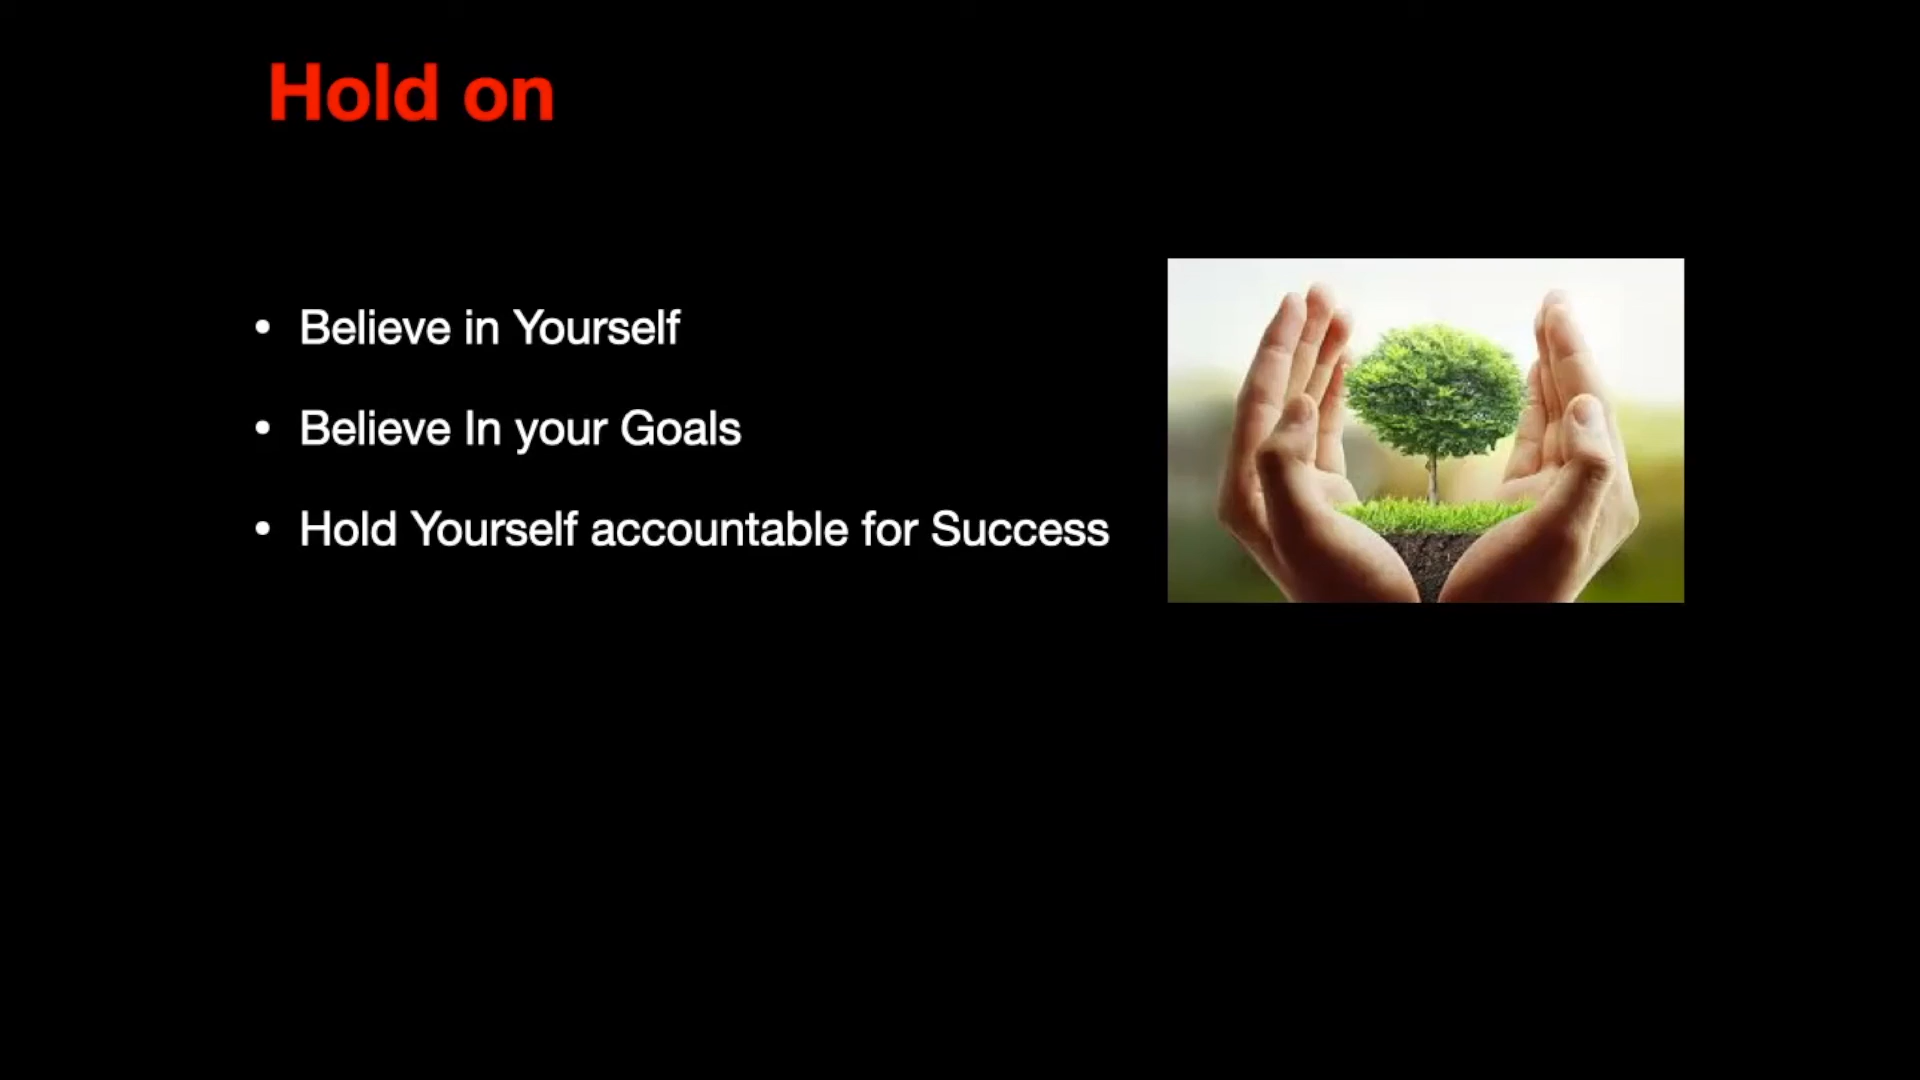 Hold on
• Believe in Yourself
• Believe In your Goals
• Hold Yourself accountable for Success